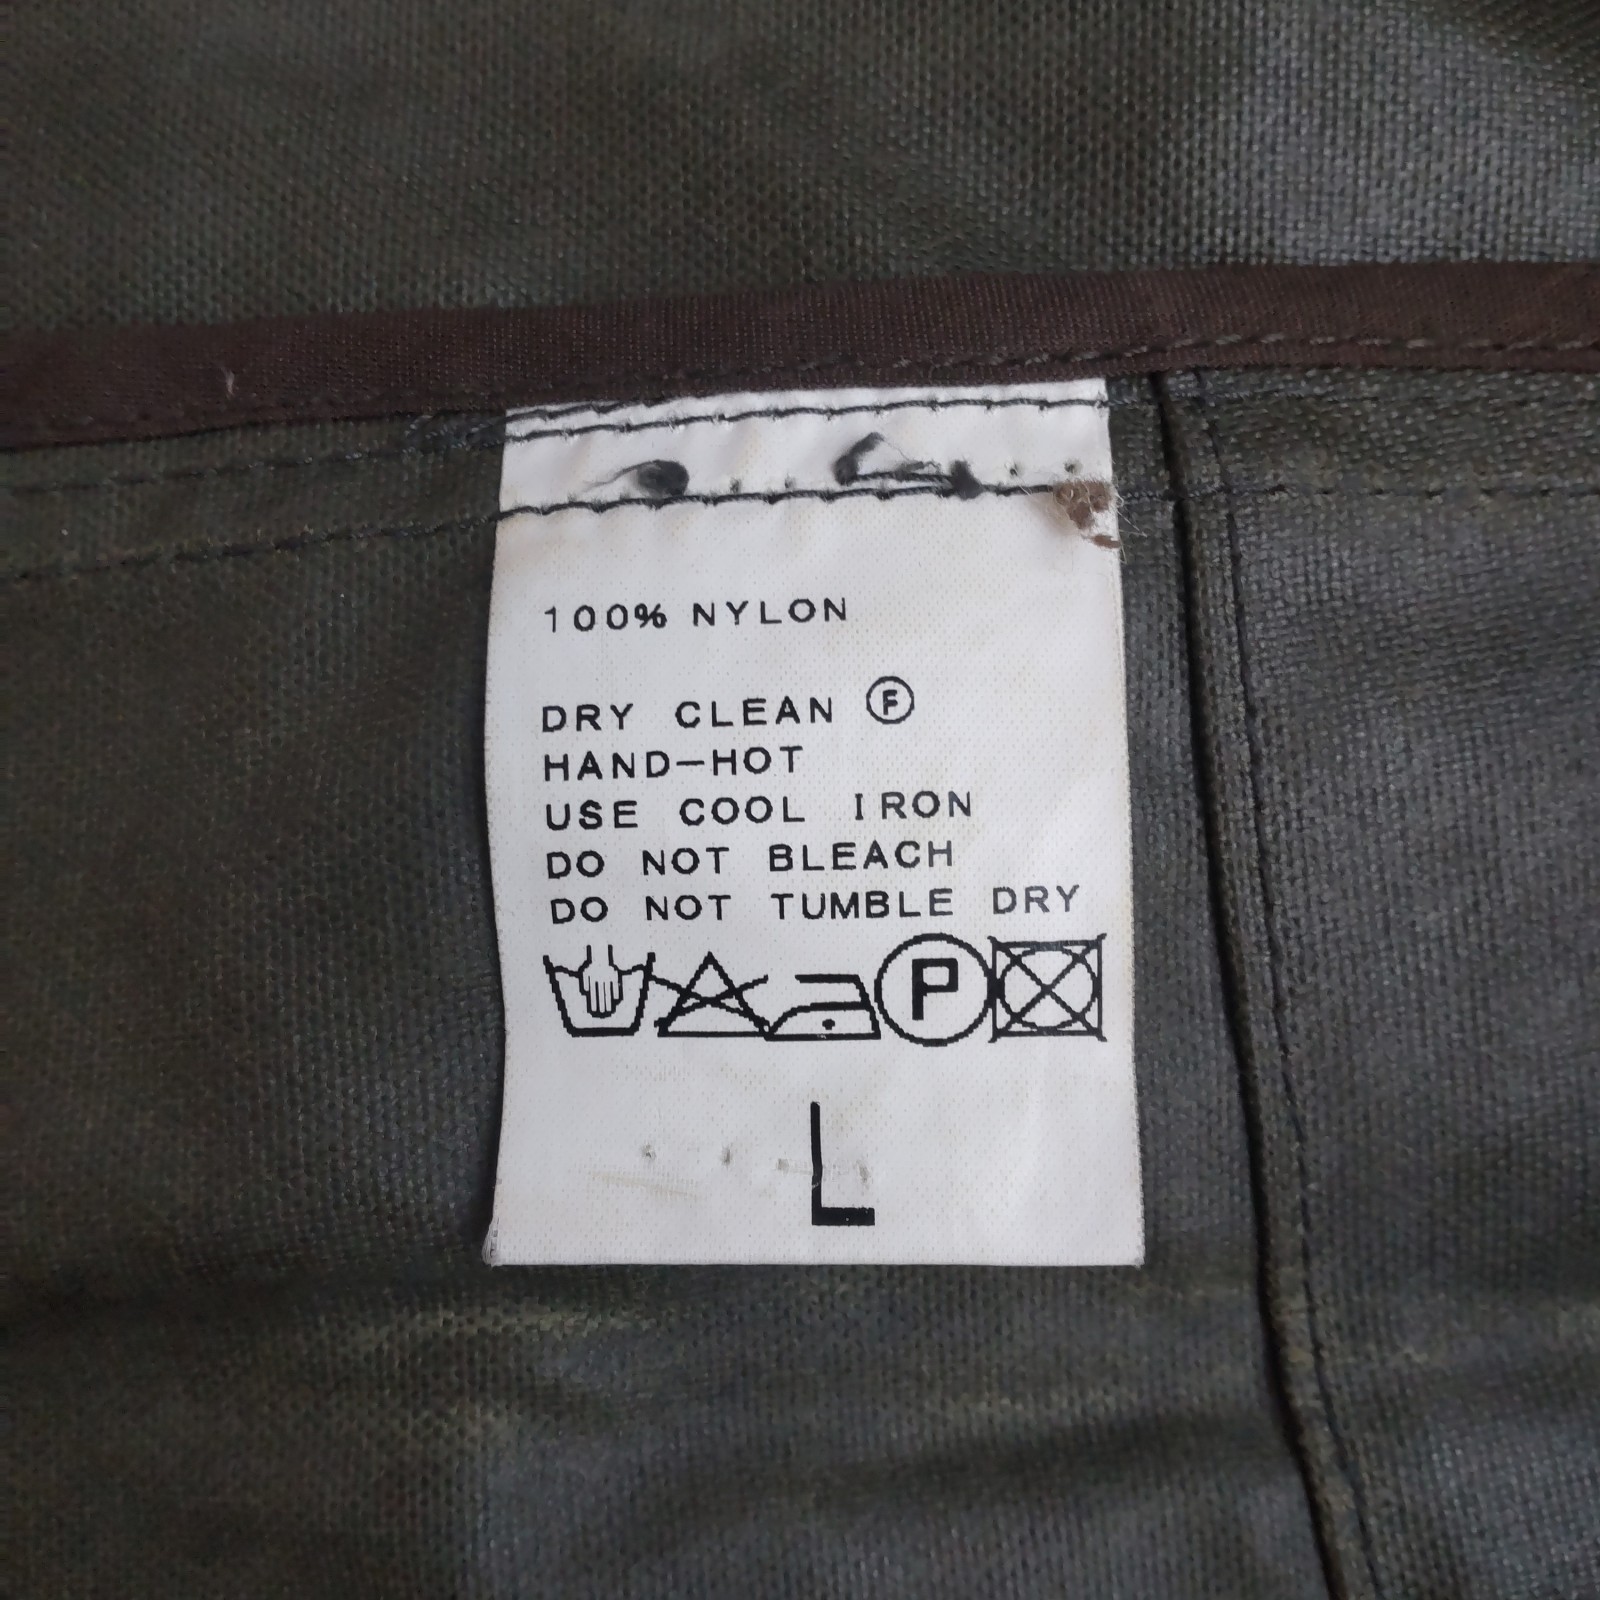 100% NYLON
DRY CLEAN Ⓕ
HAND-HOT
USE COOL IRON
DO NOT BLEACH
DO NOT TUMBLE DRY
P
L